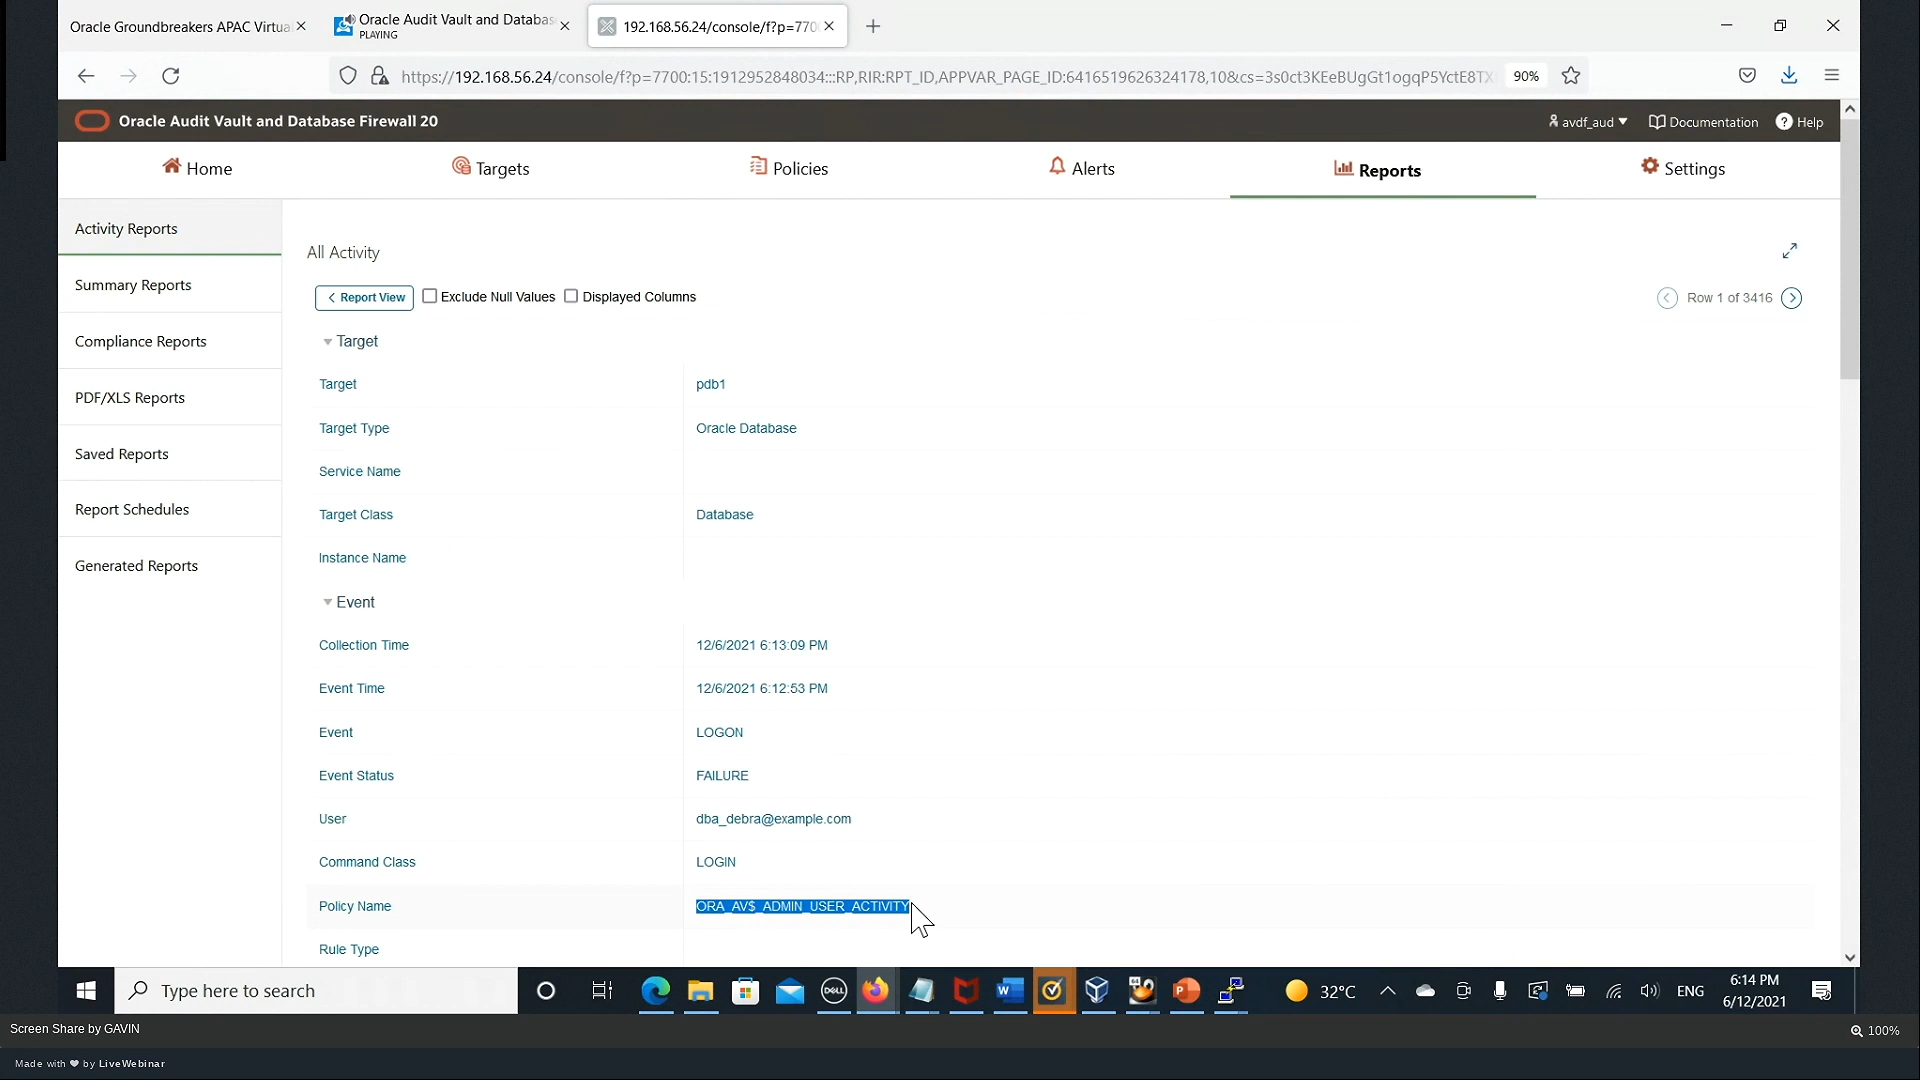 Oracle Groundbreakers APAC Virtua
Oracle Audit Vault and Databas
PLAYING
192.168.56.24/console/f?p=770
https://192.168.56.24/console/f?p=7700:15:1912952848034:::RP,RIR:RPT_ID,APPVAR_PAGE_ID:6416519626324178,10&cs=3s0ct3KEeBUgGt1ogqP5YctE8TX
90%
Oracle Audit Vault and Database Firewall 20
avdf_aud
Documentation
? Help
Home
Targets
Policies
Alerts
Reports
Settings
Activity Reports
Summary Reports
Compliance Reports
PDF/XLS Reports
Saved Reports
Report Schedules
Generated Reports
All Activity
Report View
Exclude Null Values
Displayed Columns
Row 1 of 3416
Target
Target pdb1
Target Type Oracle Database
Service Name
Target Class Database
Instance Name
Event
Collection Time 12/6/2021 6:13:09 PM
Event Time 12/6/2021 6:12:53 PM
Event LOGON
Event Status FAILURE
User dba_debra@example.com
Command Class LOGIN
Policy Name ORA_AV$_ADMIN_USER_ACTIVITY
Rule Type
Type here to search
DELL
32°C
ENG
6:14 PM
6/12/2021
Screen Share by GAVIN
100%
Made with ❤ by LiveWebinar